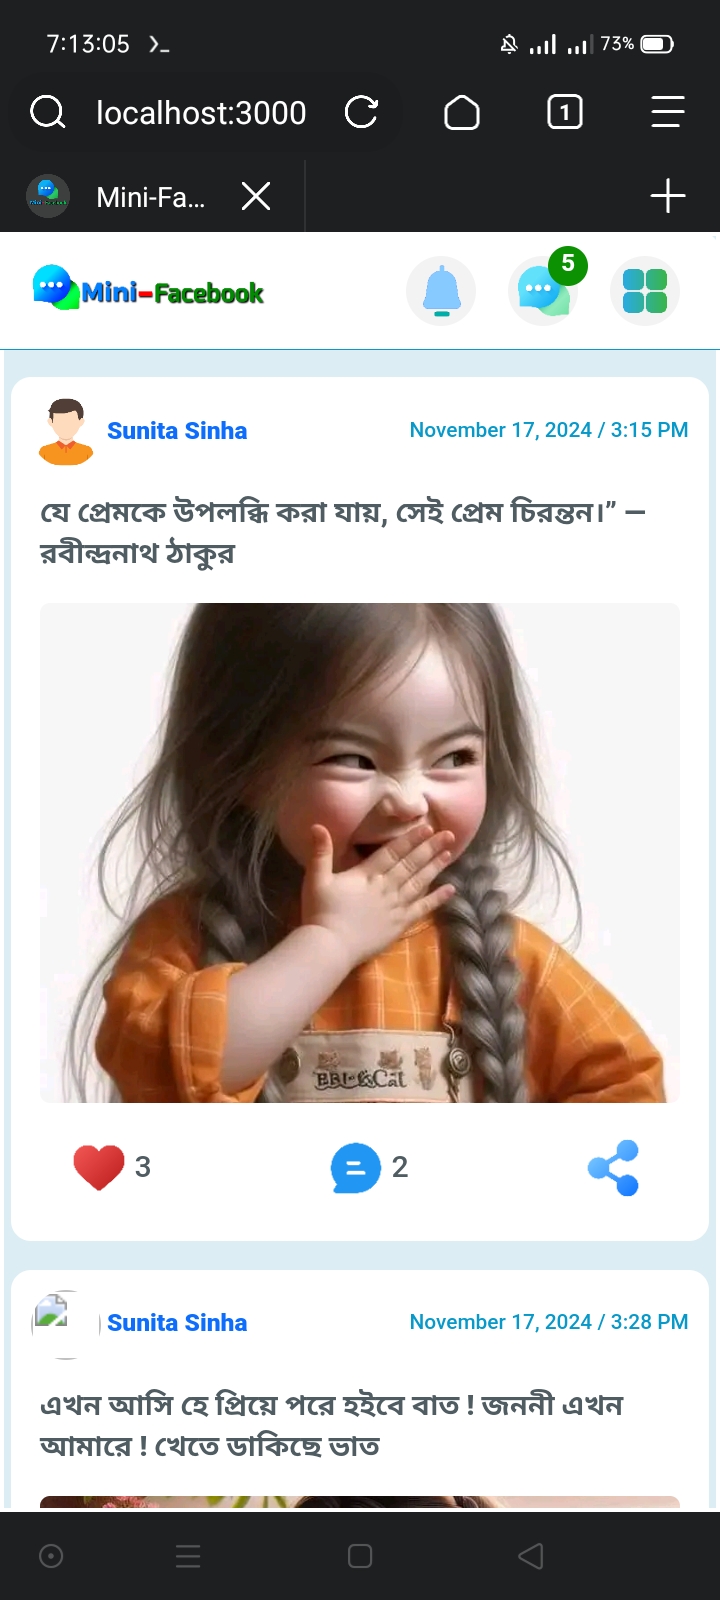 7:13:05
73%
localhost:3000
1
Mini-Fa...
Mini-Facebook
5
Sunita Sinha
November 17, 2024 / 3:15 PM
যে প্রেমকে উপলব্ধি করা যায়, সেই প্রেম চিরন্তন।” —
রবীন্দ্রনাথ ঠাকুর
3
2
Sunita Sinha
November 17, 2024 / 3:28 PM
এখন আসি হে প্রিয়ে পরে হইবে বাত ! জননী এখন
আমারে ! খেতে ডাকিছে ভাত